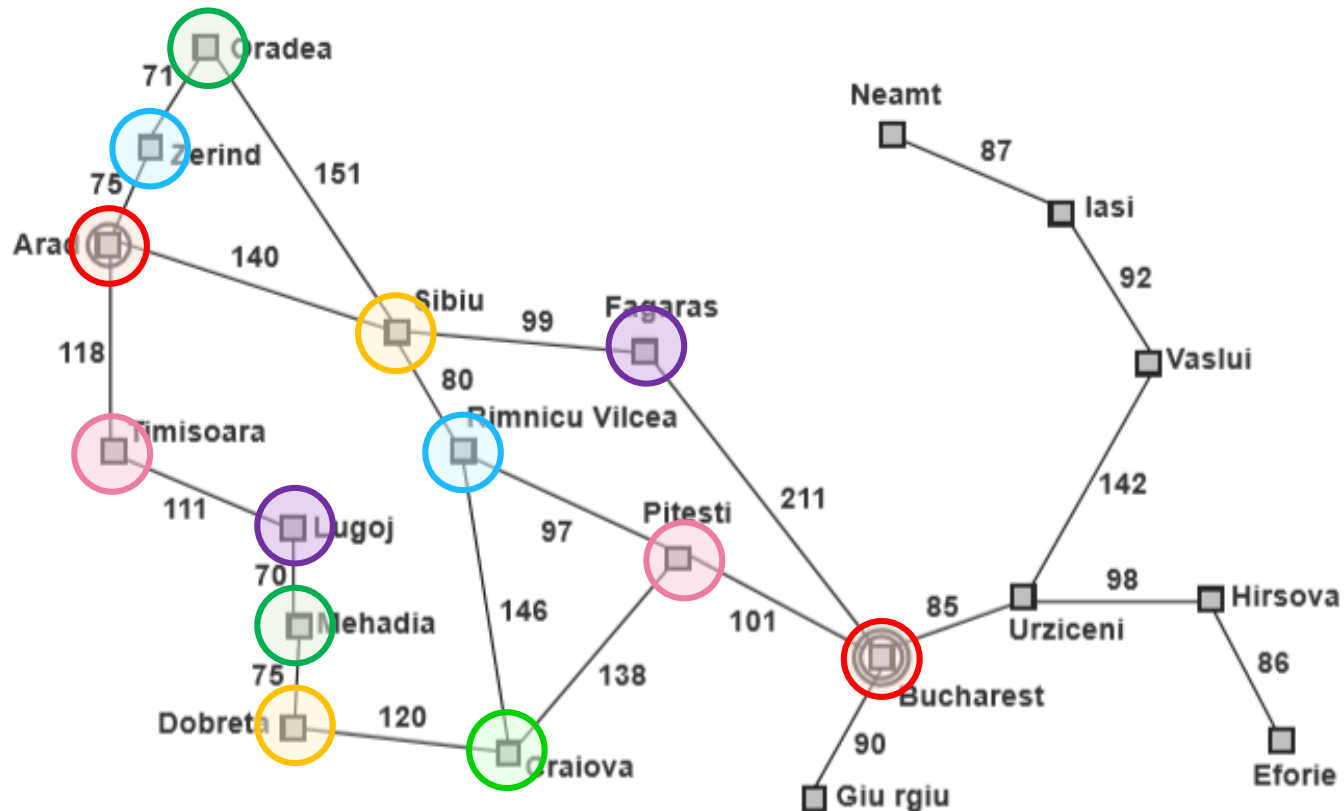 Oradea
71
Neamt
87
Zerind
151
75
Iasi
Arad
140
92
Sibiu
Fagaras
99
118
Vaslui
80
Timisoara
Rimnicu Vilcea
142
211
111
Lugoj
97
Pitesti
70
98
Hirsova
146
85
Mehadia
101
Urziceni
75
138
86
Dobreta
120
Bucharest
90
Craiova
Eforie
Giu rgiu